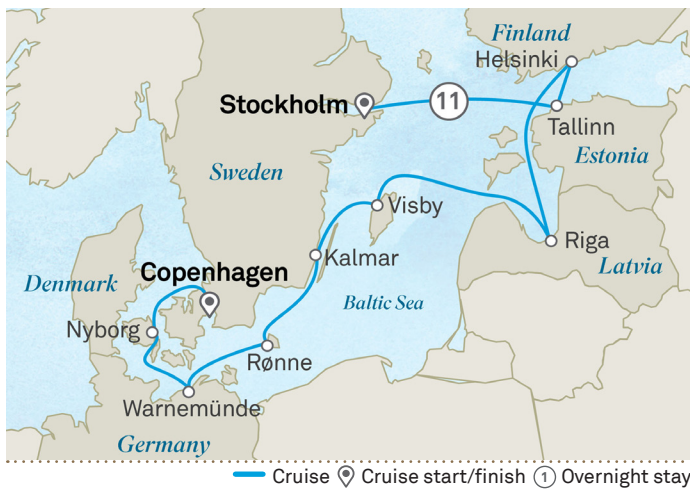 Finland
Helsinki
Stockholm
11
Tallinn
Estonia
Sweden
Visby
Riga
Kalmar
Latvia
Copenhagen
Denmark
Baltic Sea
Nyborg
Rønne
Warnemünde
Germany
Cruise Cruise start/finish 1 Overnight stay